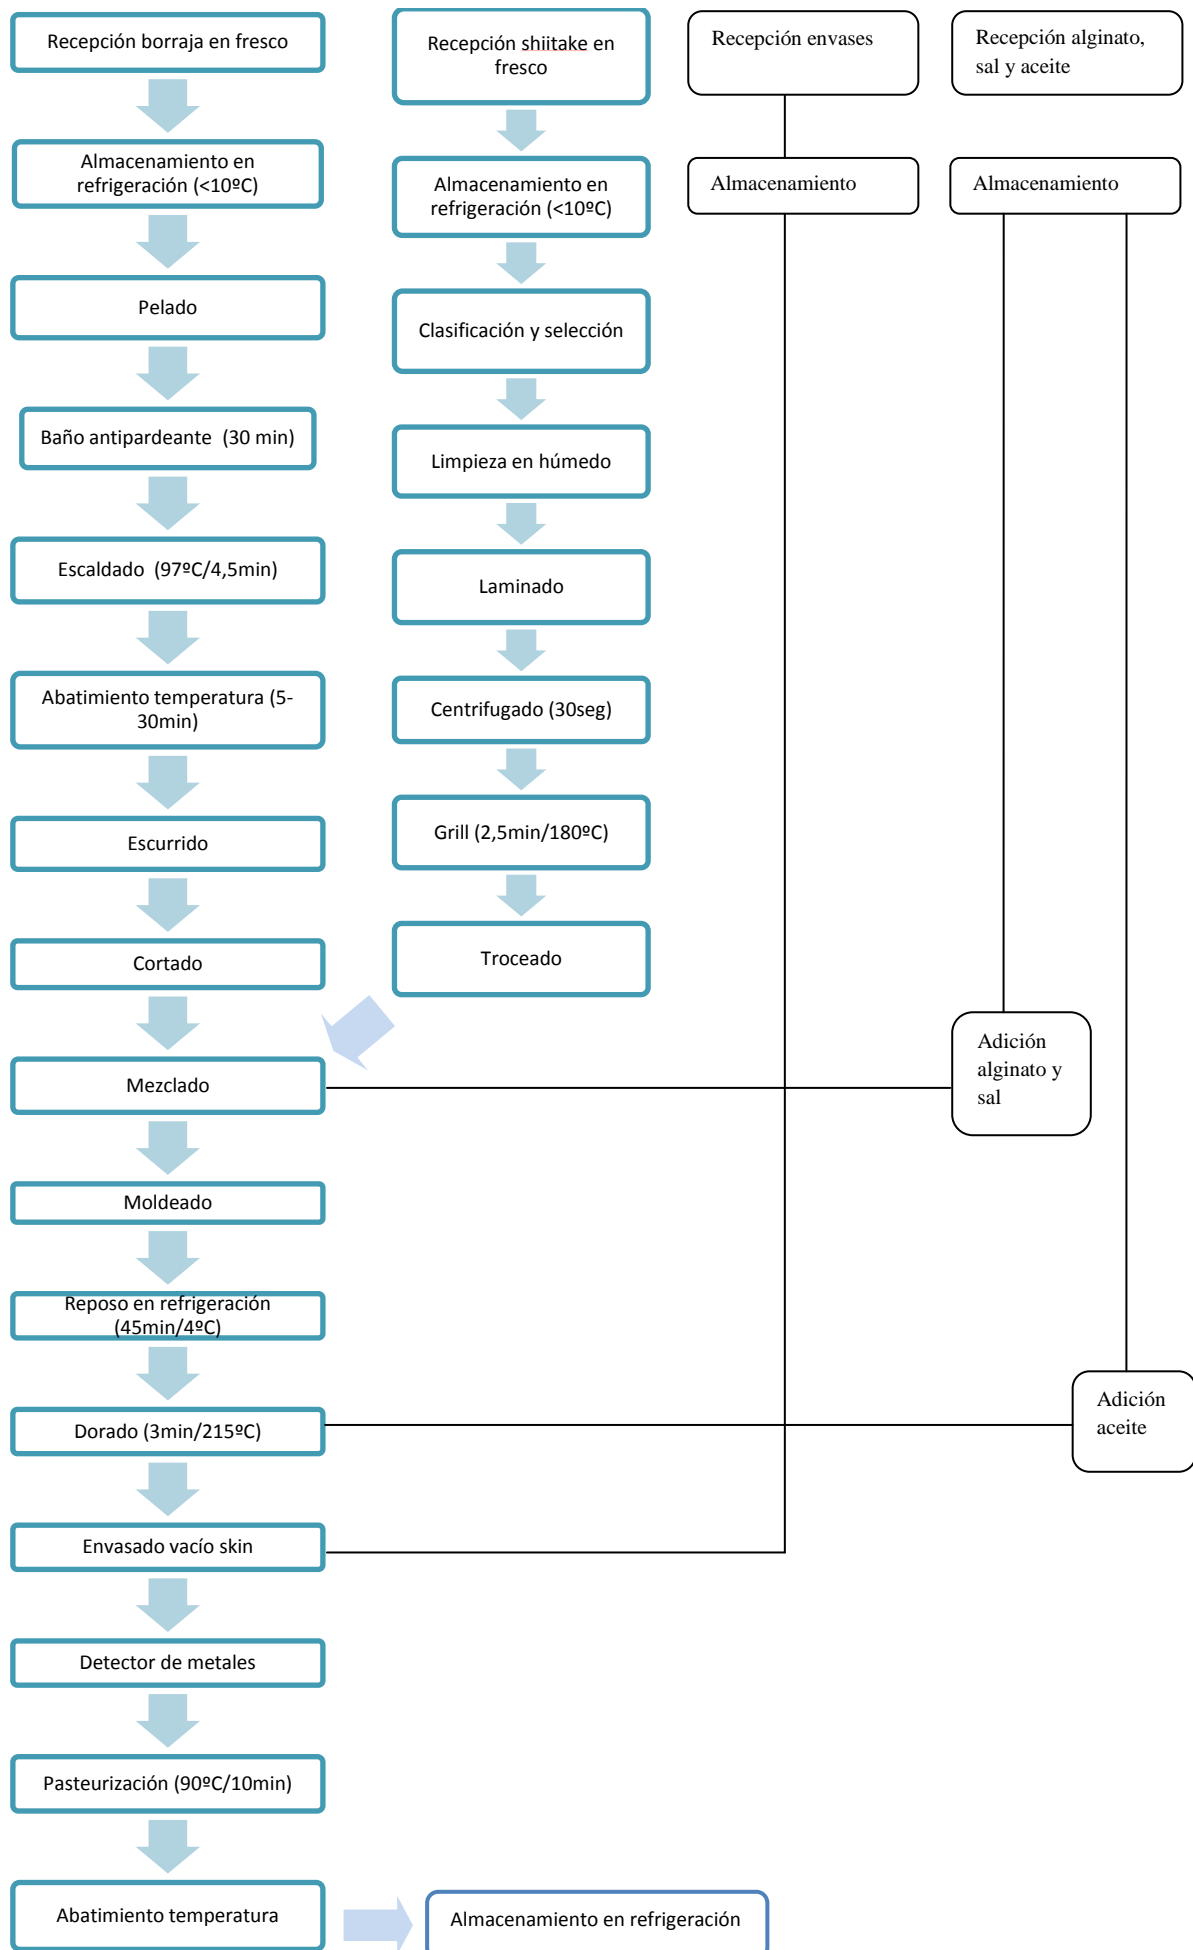 Recepción borraja en fresco
Almacenamiento en
refrigeración (<10ºC)
Pelado
Baño antipardeante  (30 min)
Escaldado  (97ºC/4,5min)
Abatimiento temperatura (5-
30min)
Escurrido
Cortado
Mezclado
Moldeado
Reposo en refrigeración
(45min/4ºC)
Dorado (3min/215ºC)
Envasado vacío skin
Detector de metales
Pasteurización (90ºC/10min)
Abatimiento temperatura
Almacenamiento en refrigeración
Recepción shiitake en
fresco
Almacenamiento en
refrigeración (<10ºC)
Clasificación y selección
Limpieza en húmedo
Laminado
Centrifugado (30seg)
Grill (2,5min/180ºC)
Troceado
Recepción envases
Almacenamiento
Recepción alginato,
sal y aceite
Almacenamiento
Adición
alginato y
sal
Adición
aceite